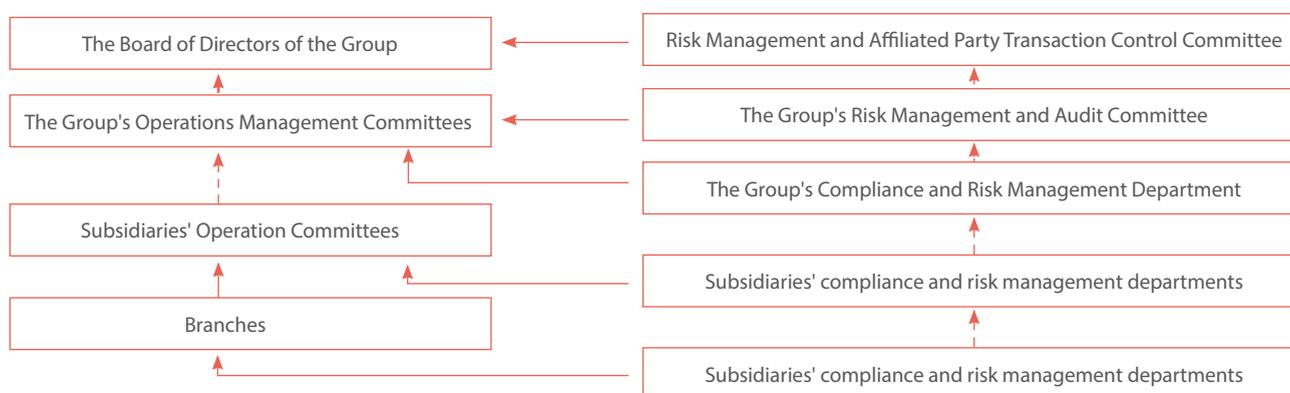 The Board of Directors of the Group
The Group's Operations Management Committees
Subsidiaries' Operation Committees
Branches
Risk Management and Affiliated Party Transaction Control Committee
The Group's Risk Management and Audit Committee
The Group's Compliance and Risk Management Department
Subsidiaries' compliance and risk management departments
Subsidiaries' compliance and risk management departments